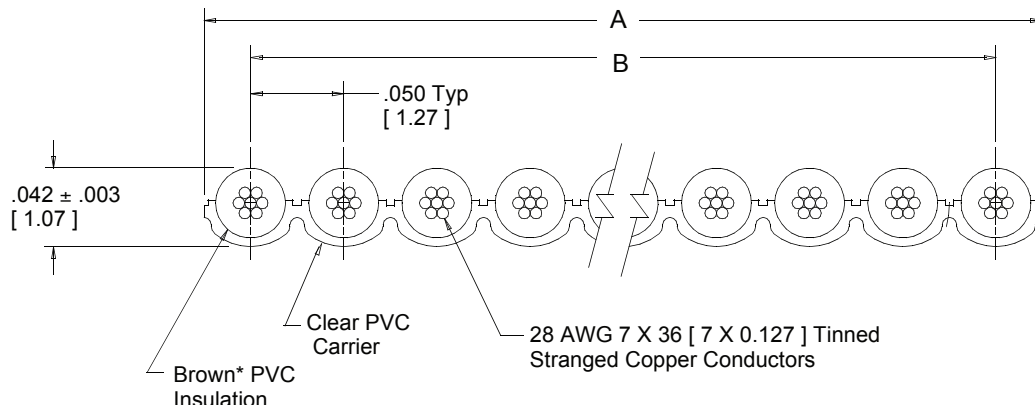 A
B
.050 Typ
[ 1.27 ]
.042 ± .003
[ 1.07 ]
Clear PVC
Carrier
28 AWG 7 X 36 [ 7 X 0.127 ] Tinned
Stranged Copper Conductors
Brown* PVC
Insulation